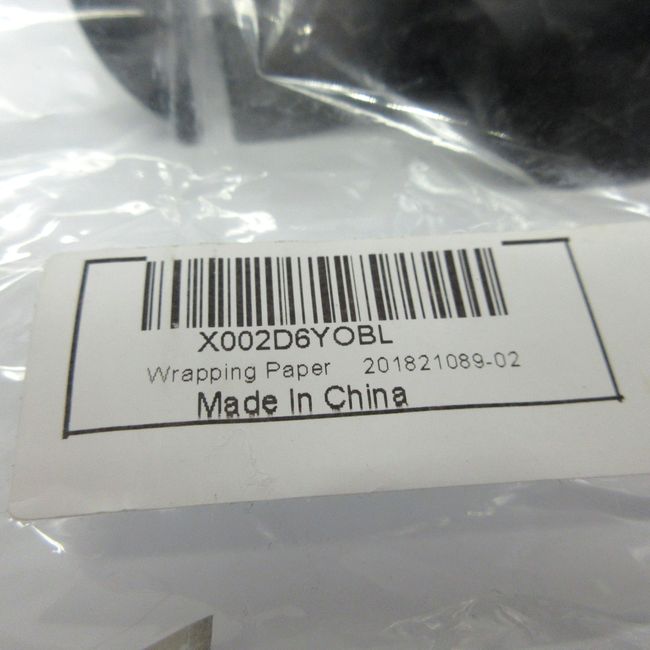 X002D6YOBL
Wrapping Paper 201821089-02
Made In China